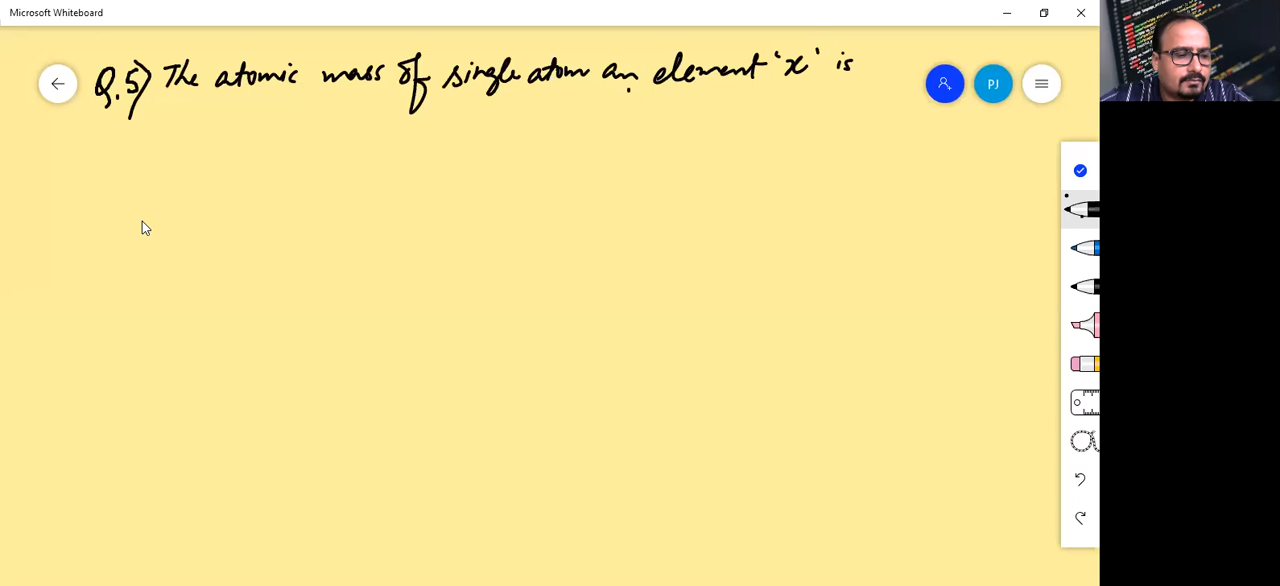 Microsoft Whiteboard
Q.5) The atomic mass of single atom an element 'x' is
PJ